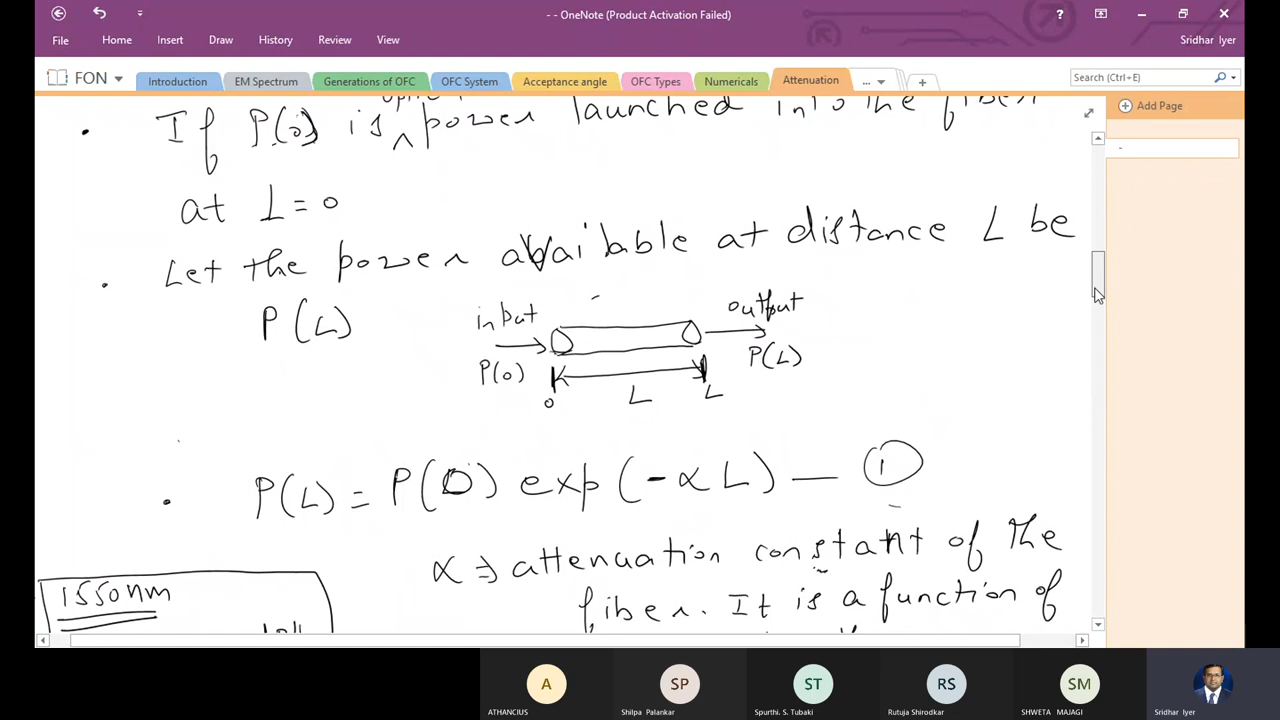 - - OneNote (Product Activation Failed)
?
File Home Insert Draw History Review View
Sridhar Iyer
FON
Introduction EM Spectrum Generations of OFC OFC System Acceptance angle OFC Types Numericals Attenuation ... +
Search (Ctrl+E)
Add Page
-
If P(0) is power launched into the fiber
at L = 0
Let the power available at distance L be
P(L)
input
output
P(0)
P(L)
0 L L
P(L) = P(0) exp(-αL) — ①
α ⇒ attenuation constant of the
fiber. It is a function of
1550nm
A SP ST RS SM
ATHANCIUS Shilpa Palankar Spurthi. S. Tubaki Rutuja Shirodkar SHWETA MAJAGI Sridhar Iyer